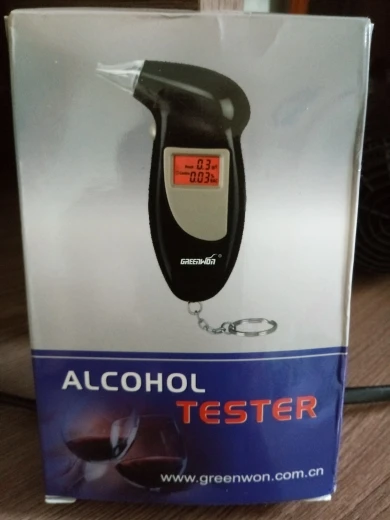 0.3
0.03
GREENWON
ALCOHOL
TESTER
www.greenwon.com.cn